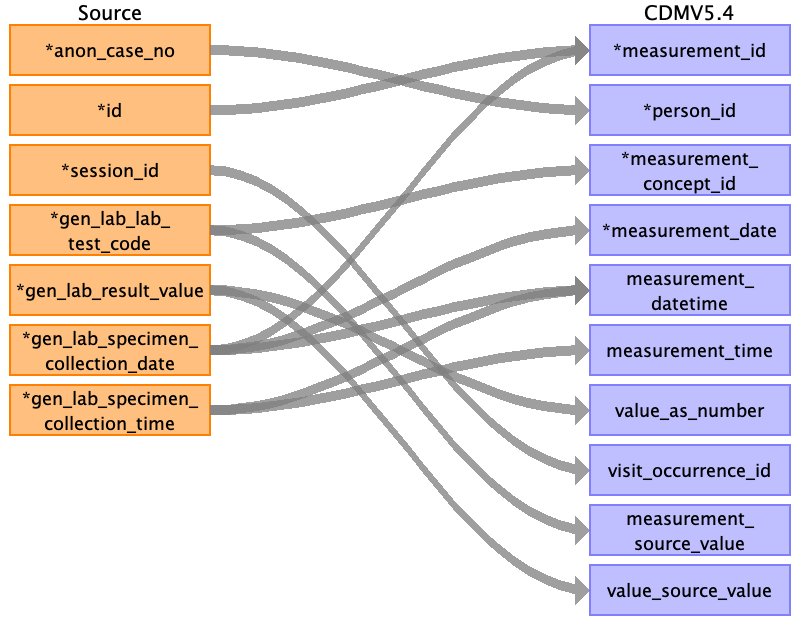 Source
CDMV5.4
*anon_case_no
*measurement_id
*id
*person_id
*session_id
*measurement_
concept_id
*gen_lab_lab_
test_code
*measurement_date
*gen_lab_result_value
measurement_
datetime
*gen_lab_specimen_
collection_date
measurement_time
*gen_lab_specimen_
collection_time
value_as_number
visit_occurrence_id
measurement_
source_value
value_source_value